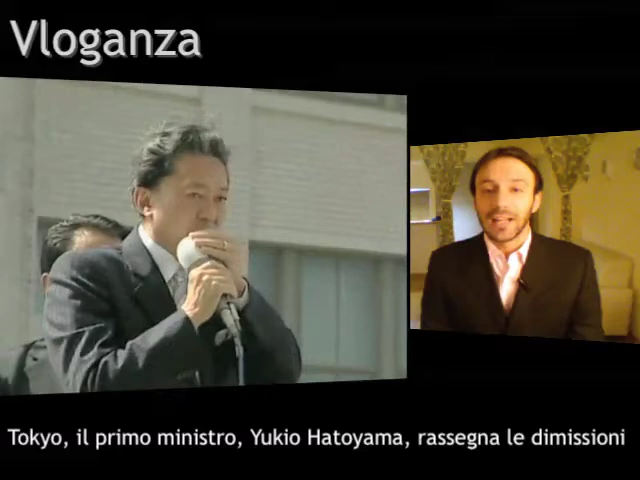 Vloganza
Tokyo, il primo ministro, Yukio Hatoyama, rassegna le dimissioni